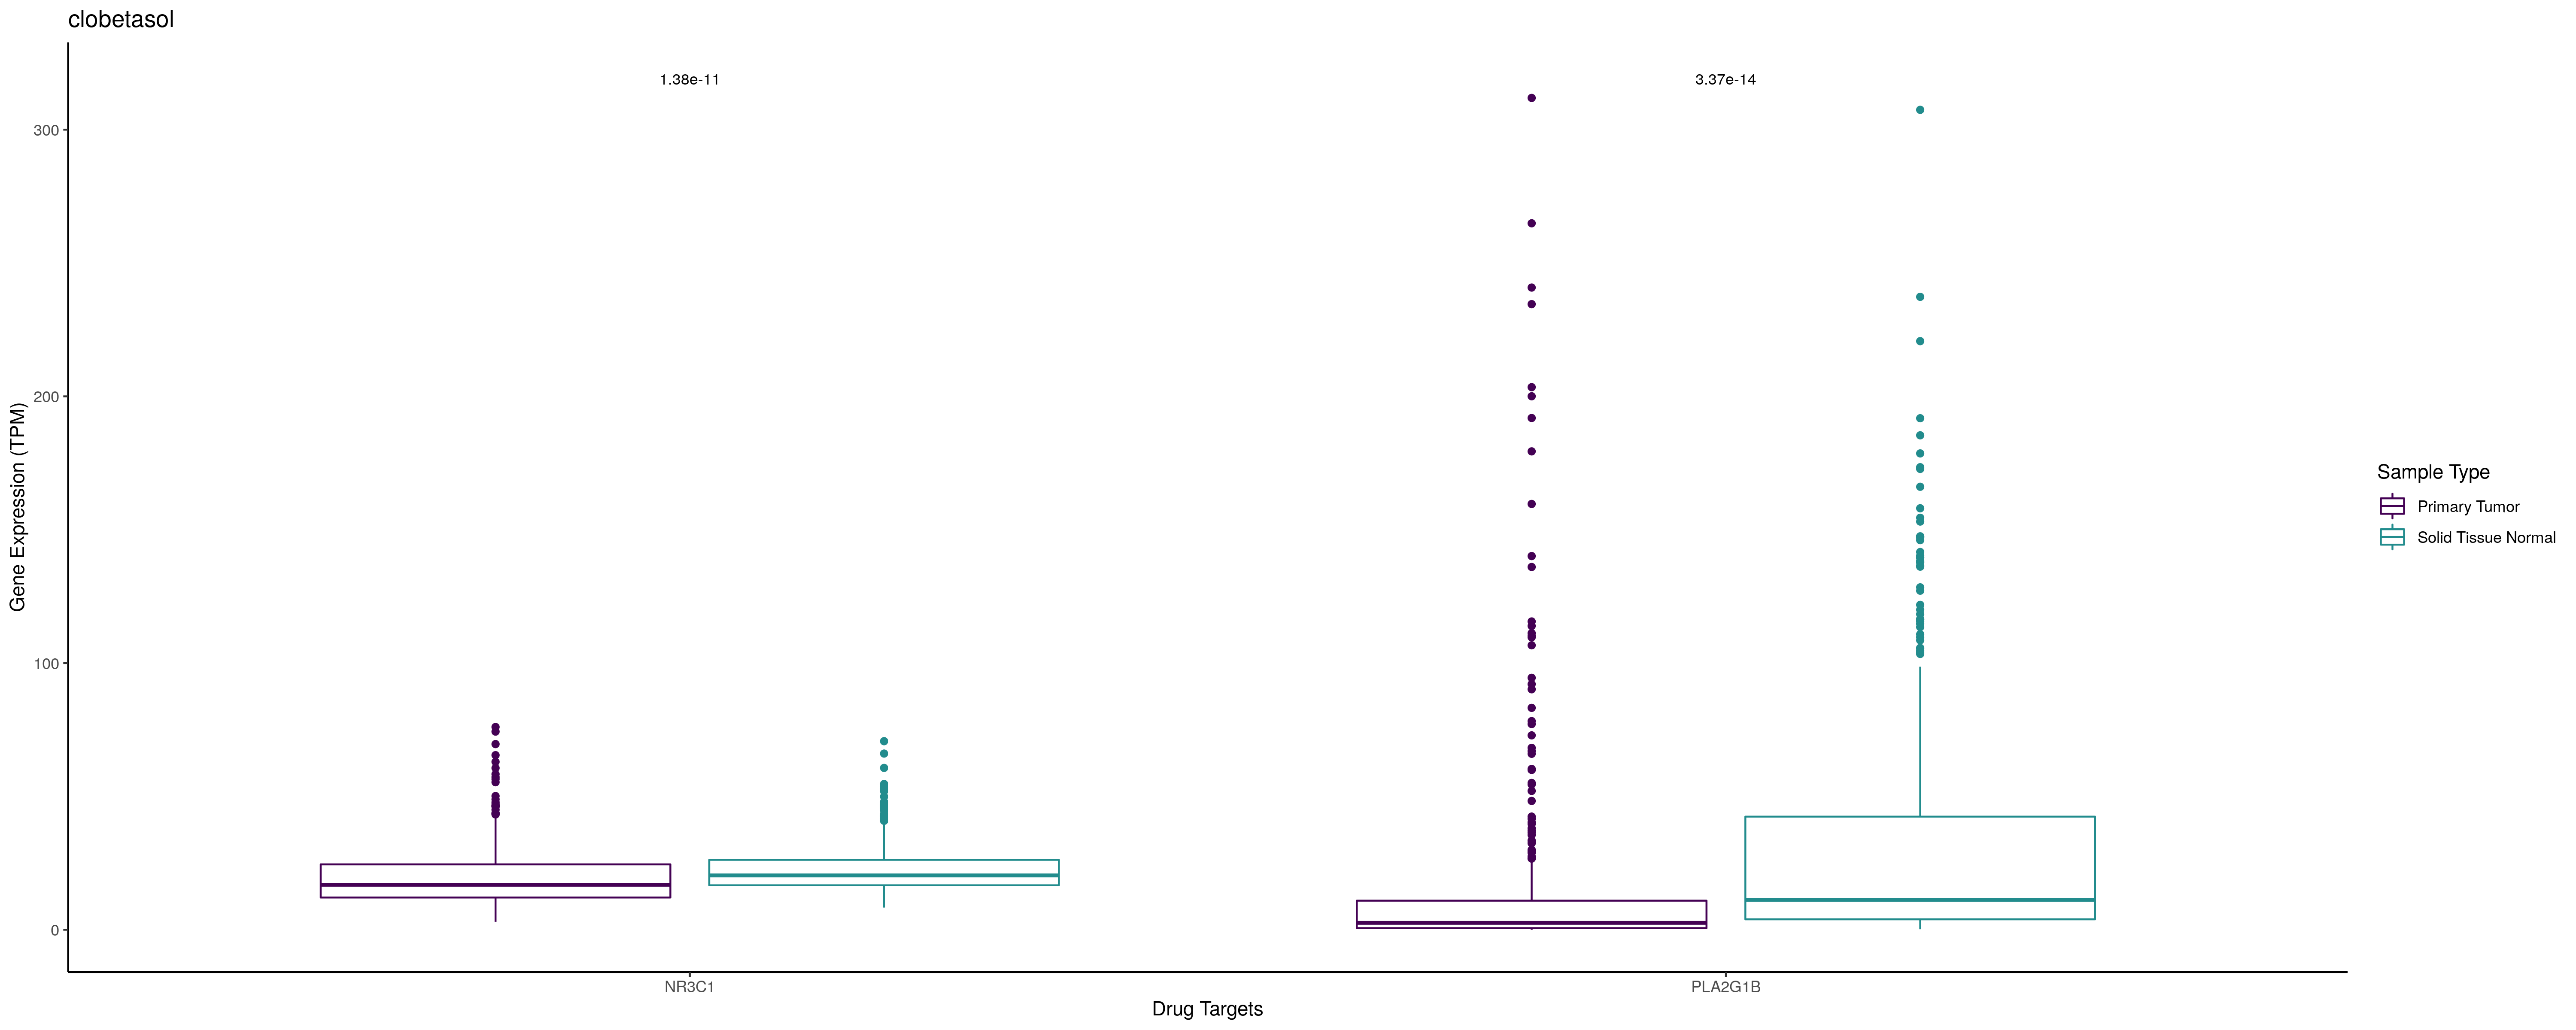 clobetasol
1.38e-11
3.37e-14
300
200
100
0
Gene Expression (TPM)
NR3C1
PLA2G1B
Drug Targets
Sample Type
Primary Tumor
Solid Tissue Normal